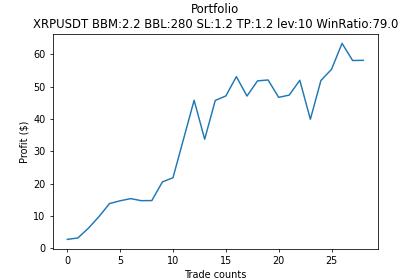 Portfolio
XRPUSDT BBM:2.2 BBL:280 SL:1.2 TP:1.2 lev:10 WinRatio:79.0
60
50
40
30
20
10
0
Profit ($)
0 5 10 15 20 25
Trade counts